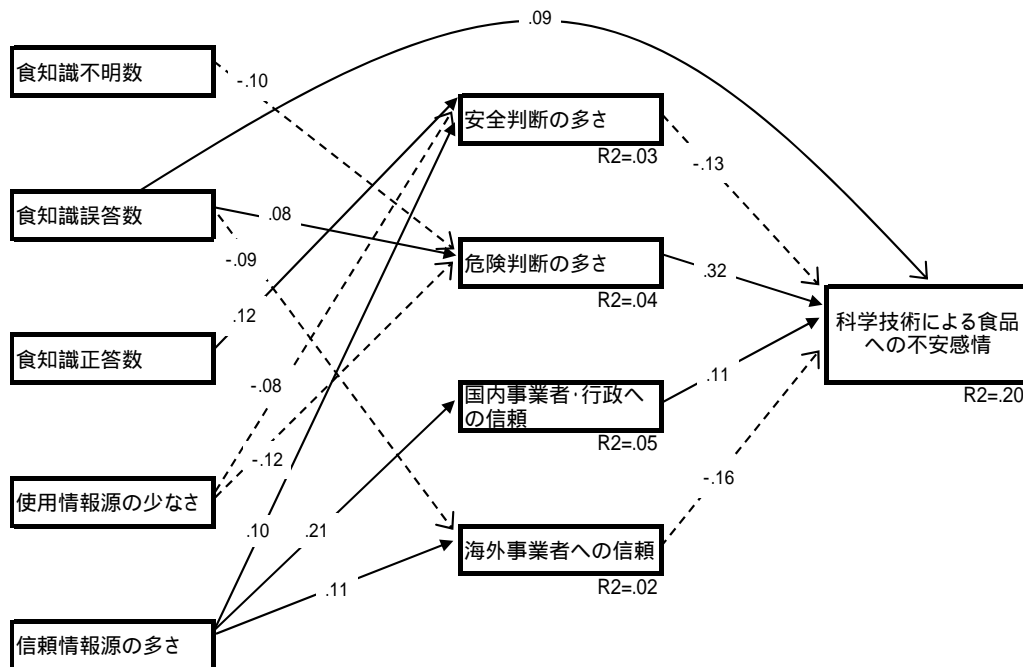 .09
食知識不明数
-.10
安全判断の多さ
R2=.03
-.13
食知識誤答数
.08
-.09
危険判断の多さ
R2=.04
.32
科学技術による食品
への不安感情
R2=.20
.12
食知識正答数
-.08
国内事業者・行政へ
の信頼
R2=.05
.11
-.12
使用情報源の少なさ
-.16
.10
.21
海外事業者への信頼
R2=.02
.11
信頼情報源の多さ